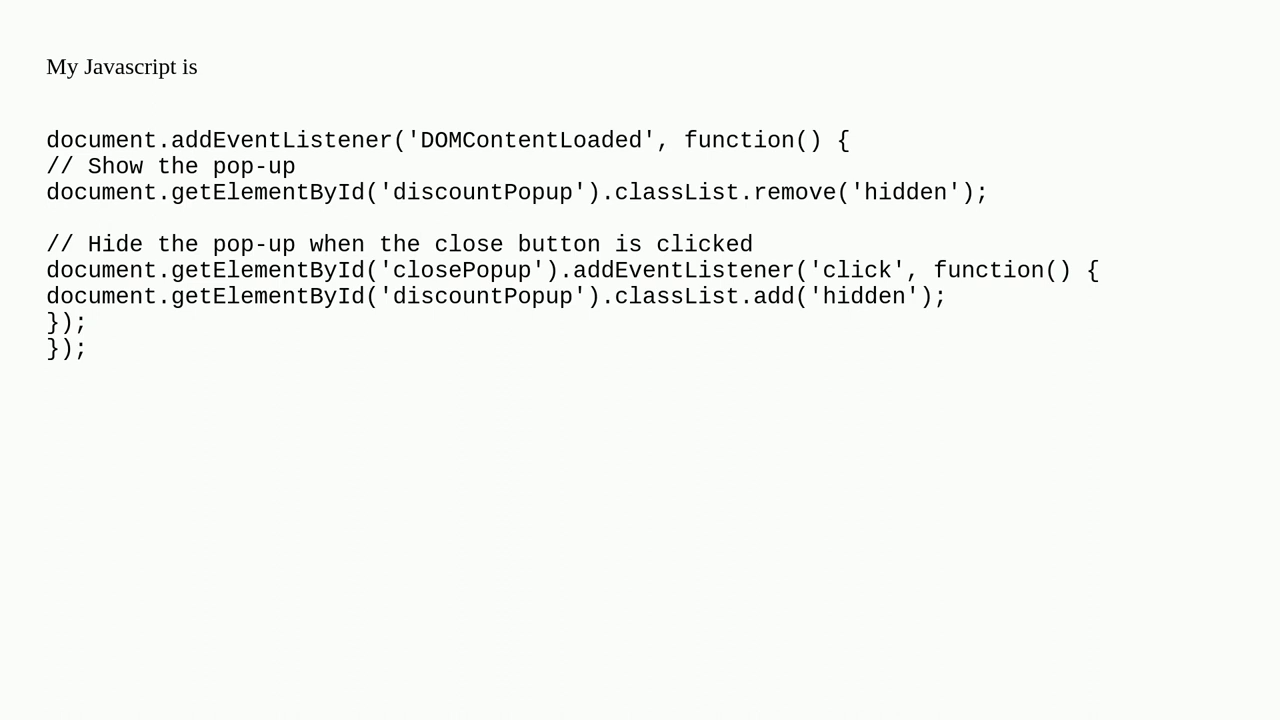 My Javascript is
document.addEventListener('DOMContentLoaded', function() {
// Show the pop-up
document.getElementById('discountPopup').classList.remove('hidden');
// Hide the pop-up when the close button is clicked
document.getElementById('closePopup').addEventListener('click', function() {
document.getElementById('discountPopup').classList.add('hidden');
});
});